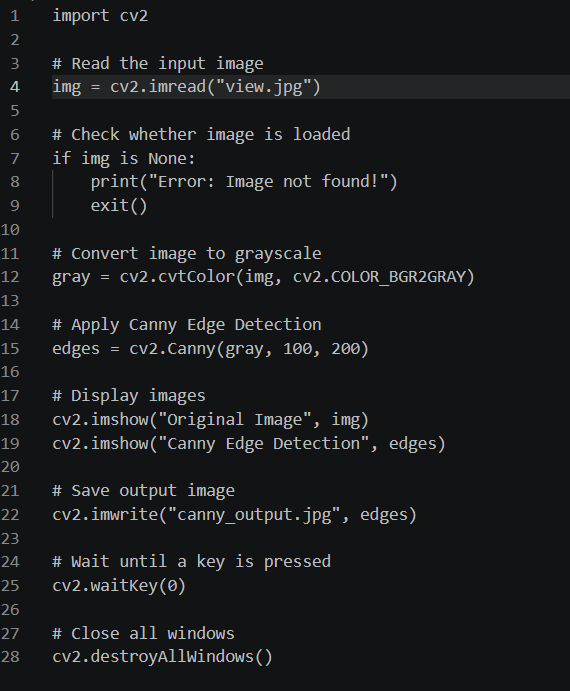 1 import cv2
2
3 # Read the input image
4 img = cv2.imread("view.jpg")
5
6 # Check whether image is loaded
7 if img is None:
8     print("Error: Image not found!")
9     exit()
10
11 # Convert image to grayscale
12 gray = cv2.cvtColor(img, cv2.COLOR_BGR2GRAY)
13
14 # Apply Canny Edge Detection
15 edges = cv2.Canny(gray, 100, 200)
16
17 # Display images
18 cv2.imshow("Original Image", img)
19 cv2.imshow("Canny Edge Detection", edges)
20
21 # Save output image
22 cv2.imwrite("canny_output.jpg", edges)
23
24 # Wait until a key is pressed
25 cv2.waitKey(0)
26
27 # Close all windows
28 cv2.destroyAllWindows()